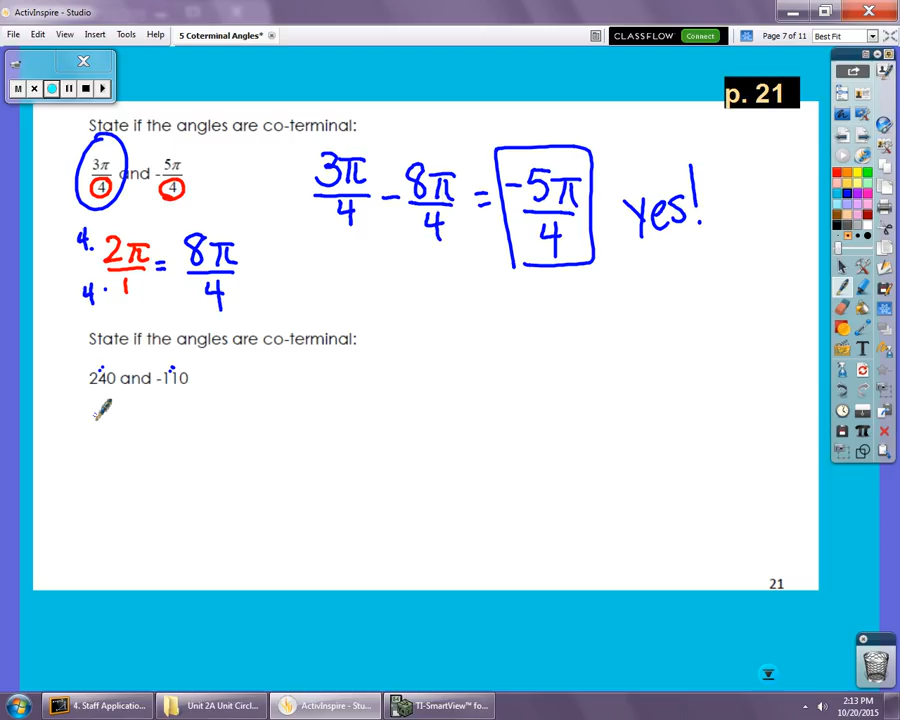 ActivInspire - Studio
File Edit View Insert Tools Help 5 Coterminal Angles* CLASSFLOW Connect Page 7 of 11 Best Fit
M
p. 21
State if the angles are co-terminal:
3π/4 and -5π/4
3π/4 - 8π/4 = -5π/4 yes!
4· 2π/1 = 8π/4
4·
State if the angles are co-terminal:
240 and -110
21
4. Staff Applicatio... Unit 2A Unit Circl... ActivInspire - Stud... TI-SmartView™ fo... 2:13 PM
10/20/2015